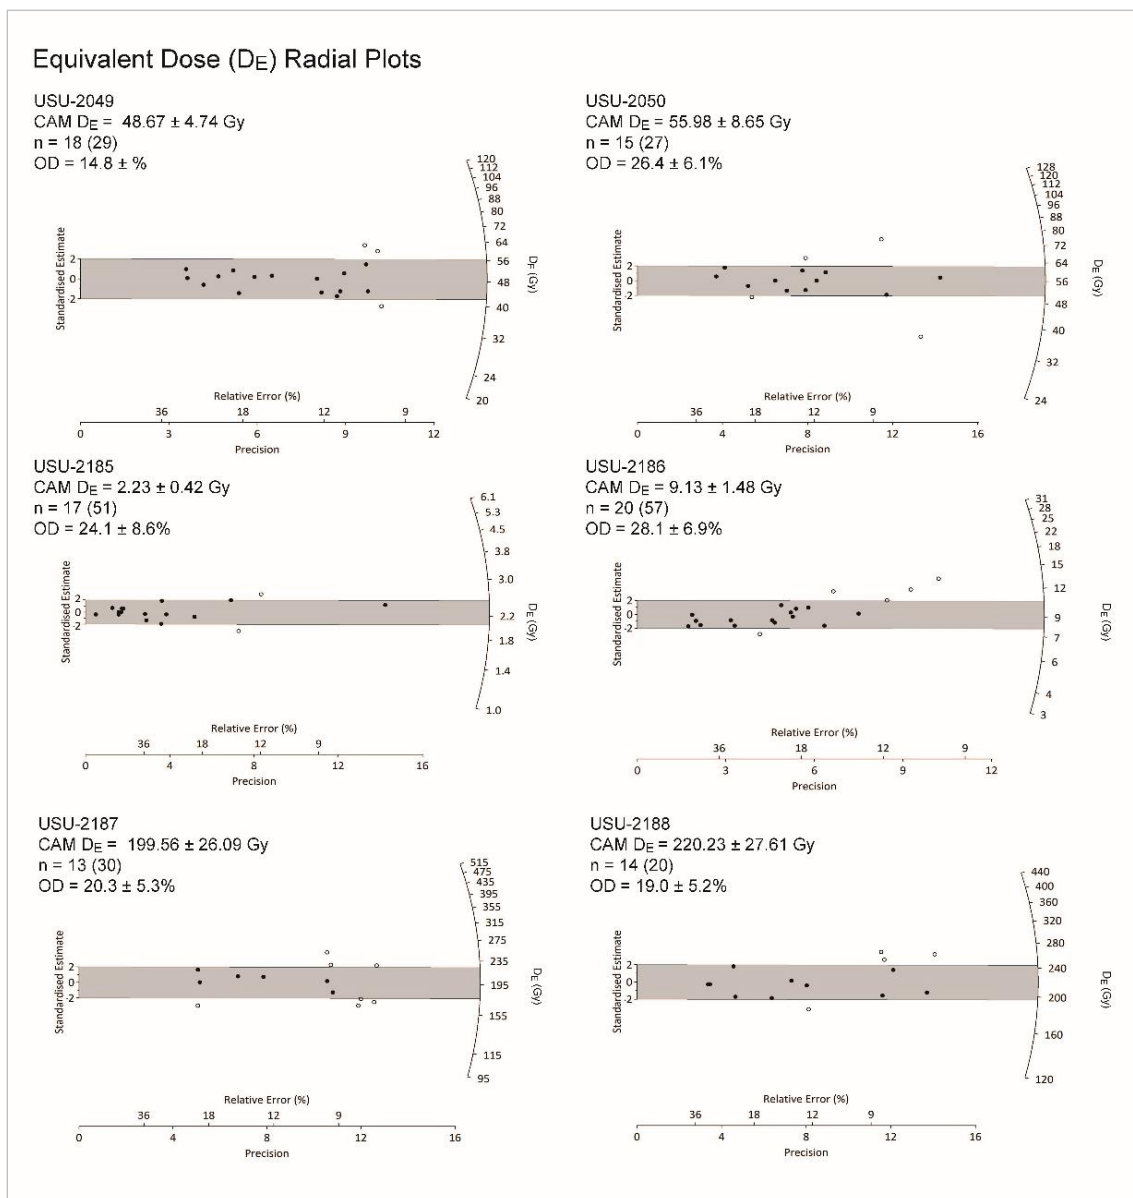 Equivalent Dose (DE) Radial Plots
USU-2049
CAM DE = 48.67 ± 4.74 Gy
n = 18 (29)
OD = 14.8 ± %
120
112
104
96
88
80
72
64
56
48
40
32
24
20
DE (Gy)
Standardised Estimate
2
0
-2
Relative Error (%)
36 18 12 9
0 3 6 9 12
Precision
USU-2050
CAM DE = 55.98 ± 8.65 Gy
n = 15 (27)
OD = 26.4 ± 6.1%
128
120
112
104
96
88
80
72
64
56
48
40
32
24
DE (Gy)
Standardised Estimate
2
0
-2
Relative Error (%)
36 18 12 9
0 4 8 12 16
Precision
USU-2185
CAM DE = 2.23 ± 0.42 Gy
n = 17 (51)
OD = 24.1 ± 8.6%
6.1
5.3
4.5
3.8
3.0
2.2
1.8
1.4
1.0
DE (Gy)
Standardised Estimate
2
0
-2
Relative Error (%)
36 18 12 9
0 4 8 12 16
Precision
USU-2186
CAM DE = 9.13 ± 1.48 Gy
n = 20 (57)
OD = 28.1 ± 6.9%
31
28
25
22
18
15
12
9
7
6
4
3
DE (Gy)
Standardised Estimate
2
0
-2
Relative Error (%)
36 18 12 9
0 3 6 9 12
Precision
USU-2187
CAM DE = 199.56 ± 26.09 Gy
n = 13 (30)
OD = 20.3 ± 5.3%
515
475
435
395
355
315
275
235
195
155
115
95
DE (Gy)
Standardised Estimate
2
0
-2
Relative Error (%)
36 18 12 9
0 4 8 12 16
Precision
USU-2188
CAM DE = 220.23 ± 27.61 Gy
n = 14 (20)
OD = 19.0 ± 5.2%
440
400
360
320
280
240
200
160
120
DE (Gy)
Standardised Estimate
2
0
-2
Relative Error (%)
36 18 12 9
0 4 8 12 16
Precision